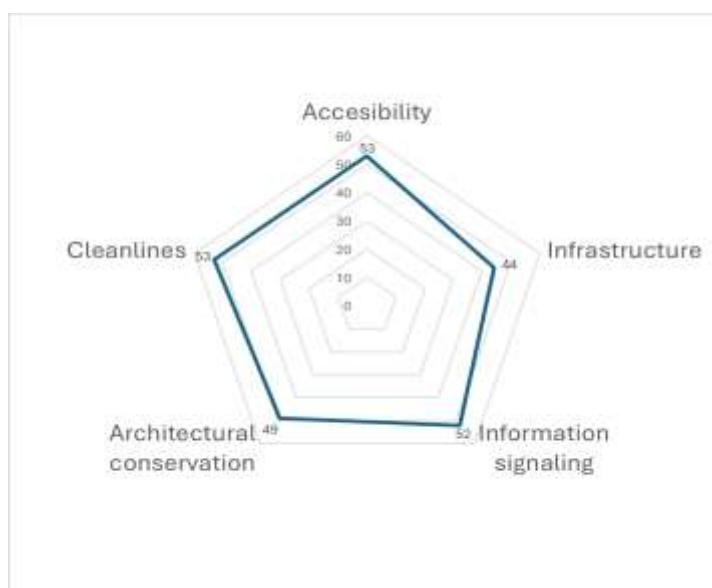 Accesibility
60
53
50
40
30
20
10
0
Cleanlines
53
Infrastructure
44
Architectural
conservation
49
52
Information
signaling